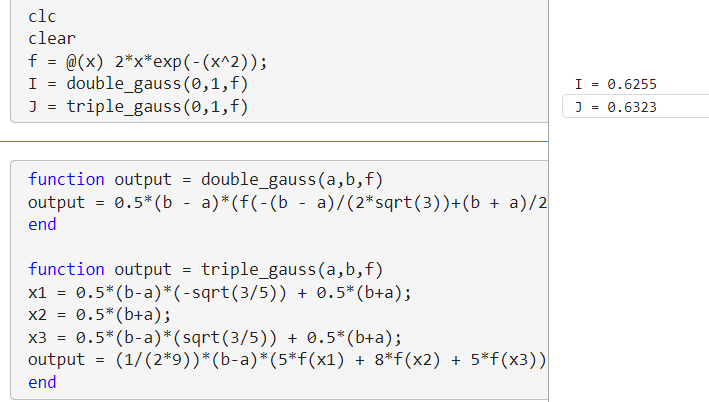 clc
clear
f = @(x) 2*x*exp(-(x^2));
I = double_gauss(0,1,f)
J = triple_gauss(0,1,f)
I = 0.6255
J = 0.6323
function output = double_gauss(a,b,f)
output = 0.5*(b - a)*(f(-(b - a)/(2*sqrt(3))+(b + a)/2
end
function output = triple_gauss(a,b,f)
x1 = 0.5*(b-a)*(-sqrt(3/5)) + 0.5*(b+a);
x2 = 0.5*(b+a);
x3 = 0.5*(b-a)*(sqrt(3/5)) + 0.5*(b+a);
output = (1/(2*9))*(b-a)*(5*f(x1) + 8*f(x2) + 5*f(x3))
end